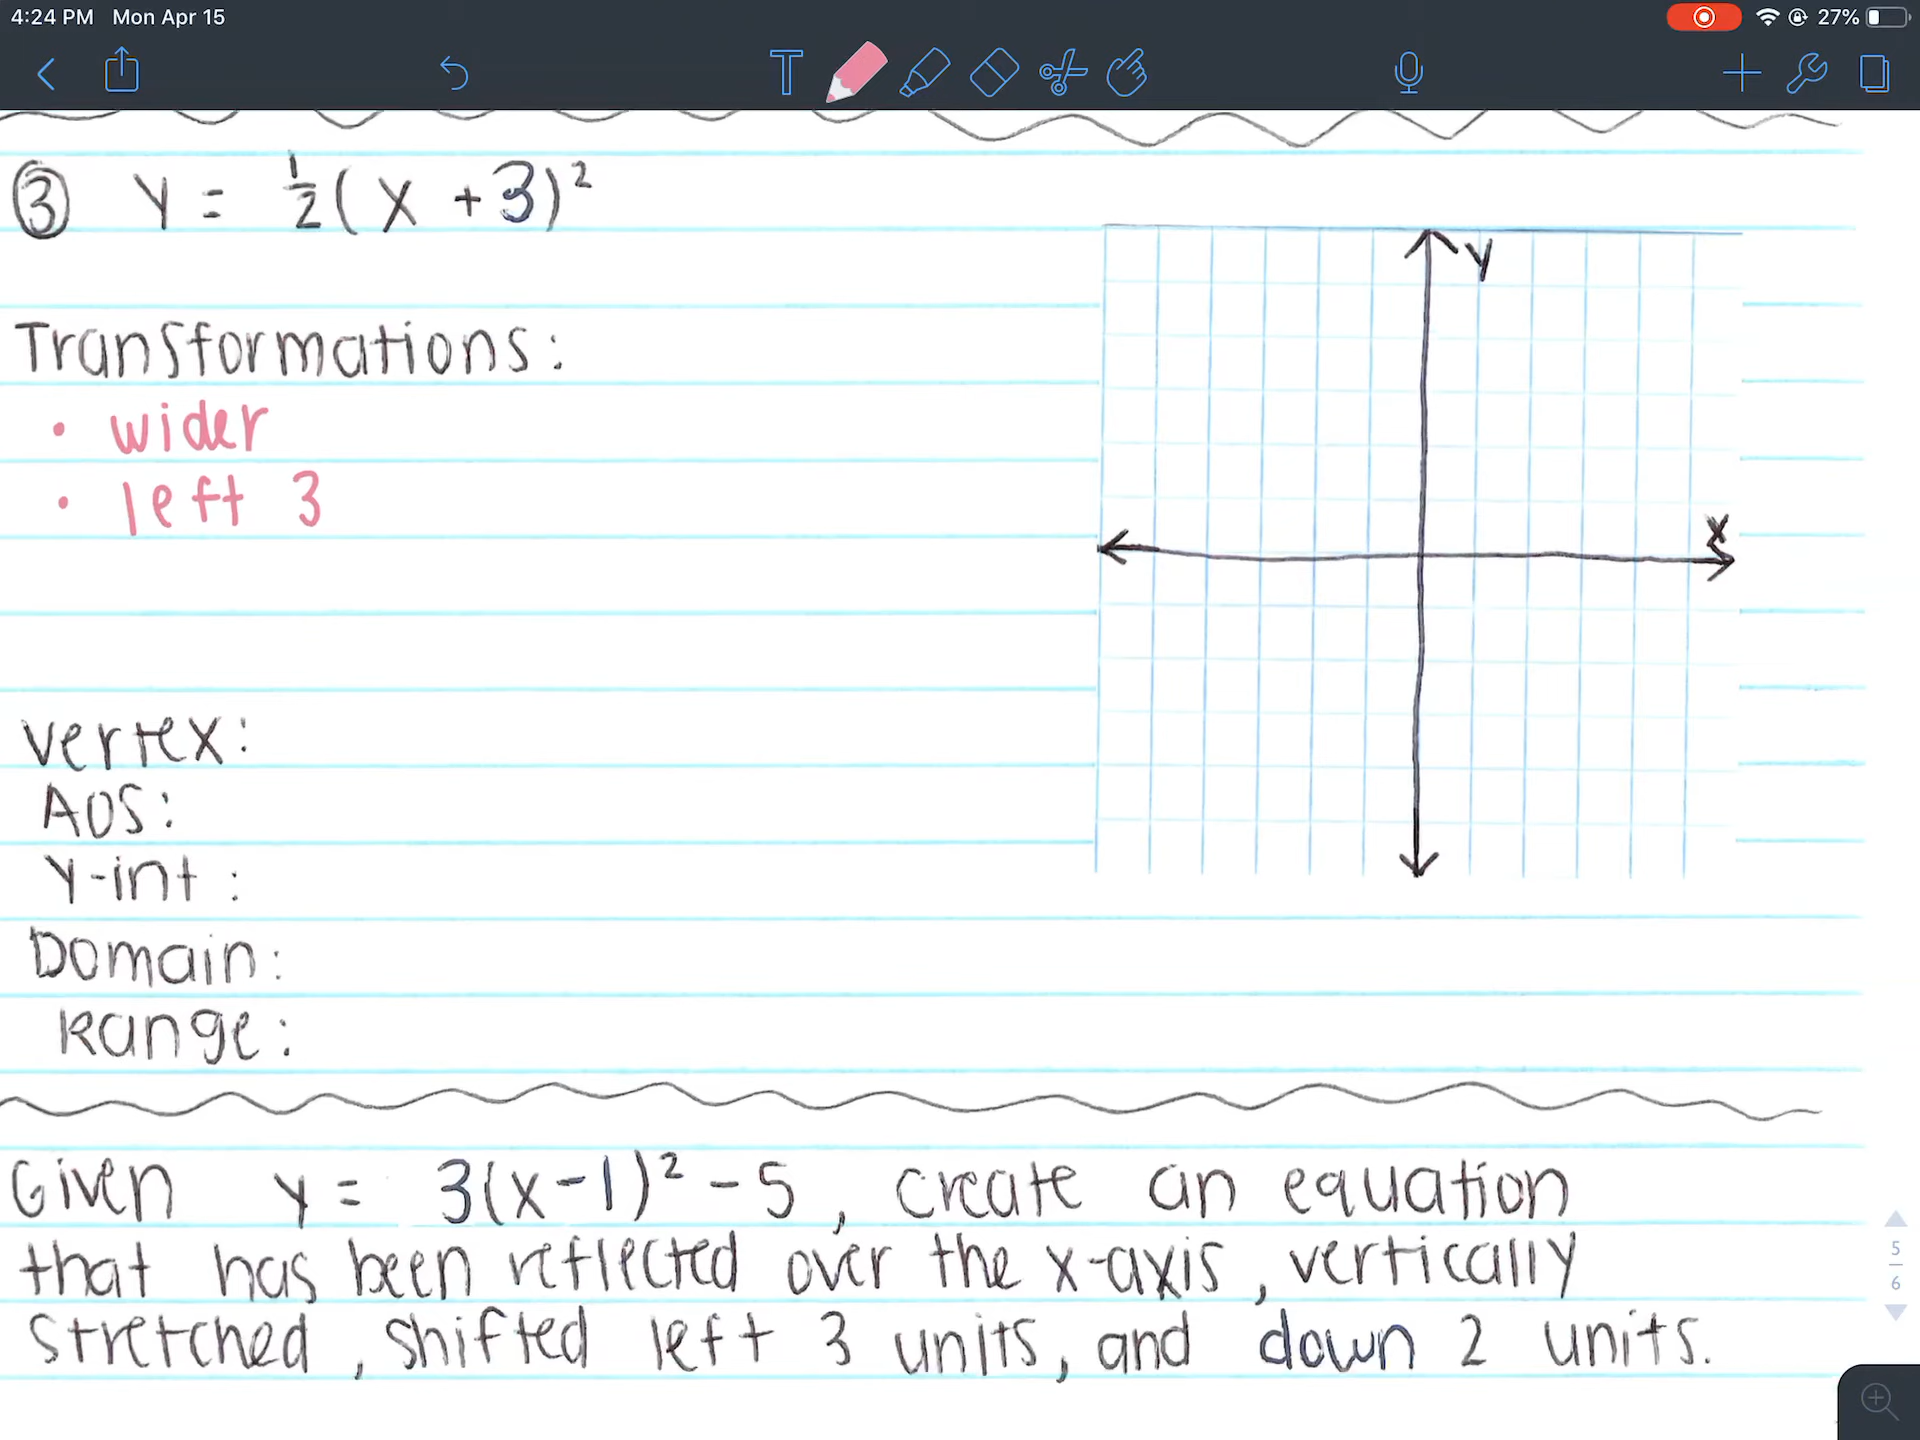 4:24 PM Mon Apr 15
27%
T
③ Y = ½(X + 3)²
Y
Transformations:
• wider
• left 3
X
Vertex:
AOS:
Y-int:
Domain:
Range:
Given y = 3(x-1)² - 5, create an equation
that has been reflected over the x-axis, vertically
stretched, shifted left 3 units, and down 2 units.
5
6